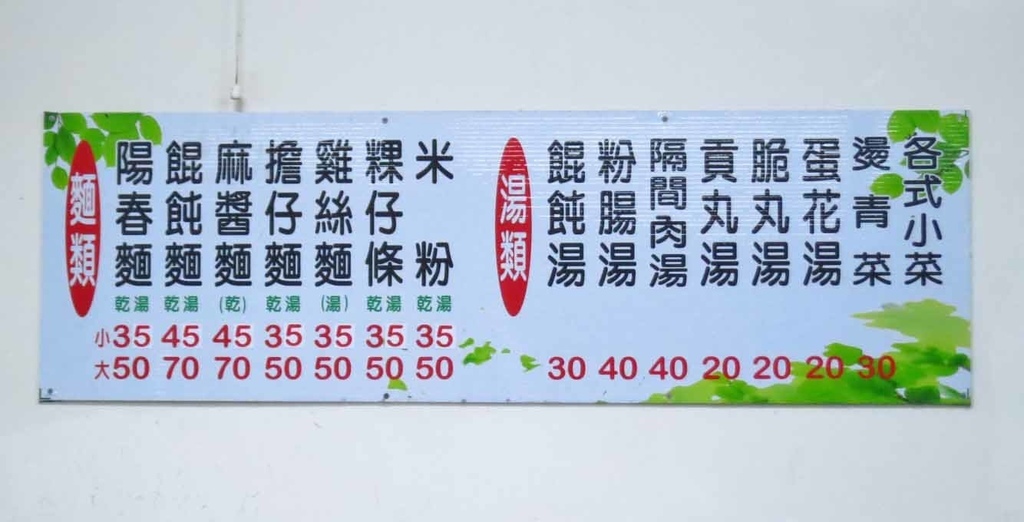 麵類
陽春麵 乾湯 小35 大50
餛飩麵 乾湯 45 70
麻醬麵 (乾) 45 70
擔仔麵 乾湯 35 50
雞絲麵 (湯) 35 50
粿仔條 乾湯 35 50
米粉 乾湯 35 50
湯類
餛飩湯 30
粉腸湯 40
隔間肉湯 40
貢丸湯 20
脆丸湯 20
蛋花湯 20
燙青菜 30
各式小菜